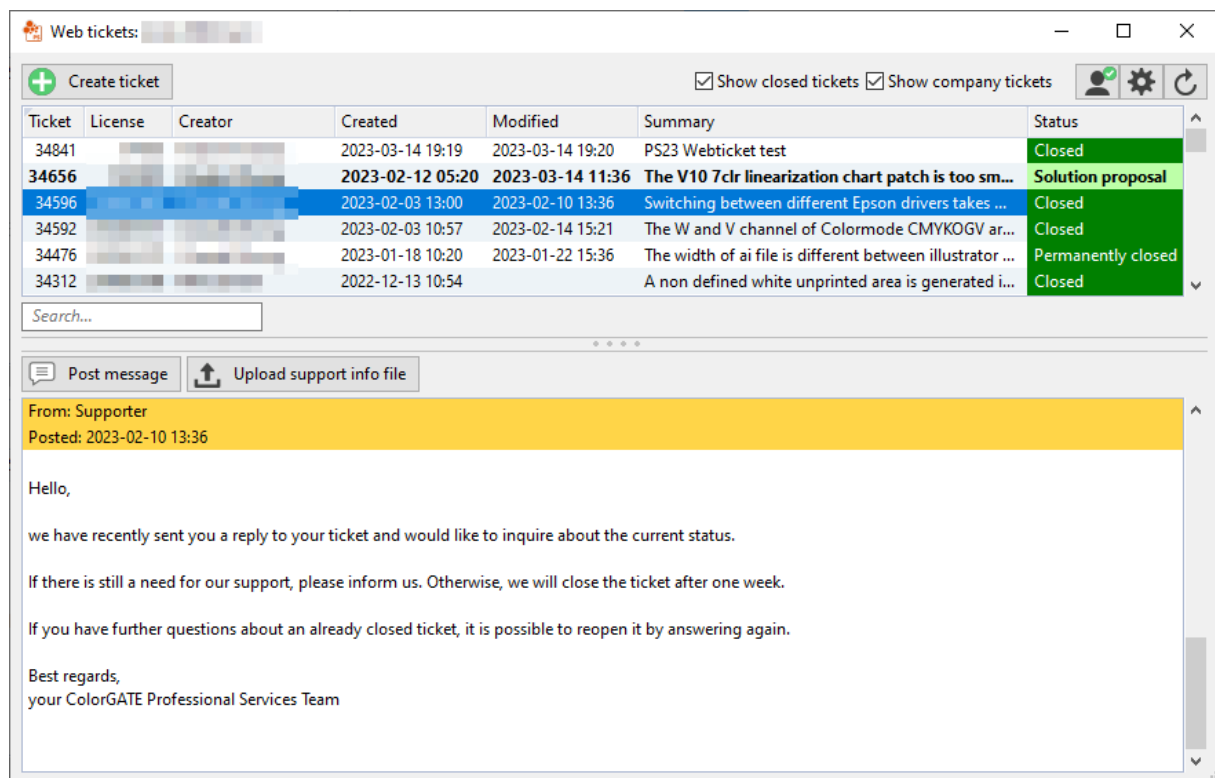 Web tickets:
Create ticket
Show closed tickets Show company tickets
Ticket License Creator Created Modified Summary Status
34841 2023-03-14 19:19 2023-03-14 19:20 PS23 Webticket test Closed
34656 2023-02-12 05:20 2023-03-14 11:36 The V10 7clr linearization chart patch is too sm... Solution proposal
34596 2023-02-03 13:00 2023-02-10 13:36 Switching between different Epson drivers takes ... Closed
34592 2023-02-03 10:57 2023-02-14 15:21 The W and V channel of Colormode CMYKOGV ar... Closed
34476 2023-01-18 10:20 2023-01-22 15:36 The width of ai file is different between illustrator ... Permanently closed
34312 2022-12-13 10:54 A non defined white unprinted area is generated i... Closed
Search...
Post message Upload support info file
From: Supporter
Posted: 2023-02-10 13:36
Hello,
we have recently sent you a reply to your ticket and would like to inquire about the current status.
If there is still a need for our support, please inform us. Otherwise, we will close the ticket after one week.
If you have further questions about an already closed ticket, it is possible to reopen it by answering again.
Best regards,
your ColorGATE Professional Services Team